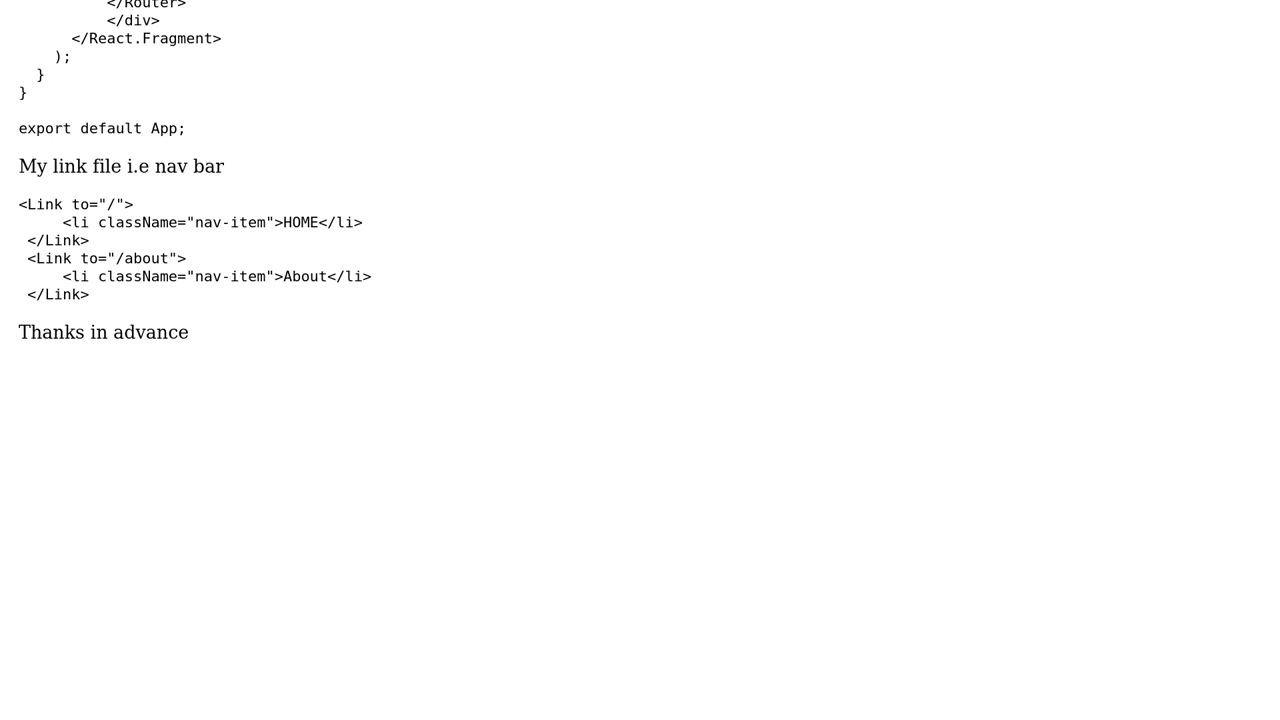 </Router>
</div>
</React.Fragment>
);
}
}
export default App;
My link file i.e nav bar
<Link to="/">
<li className="nav-item">HOME</li>
</Link>
<Link to="/about">
<li className="nav-item">About</li>
</Link>
Thanks in advance